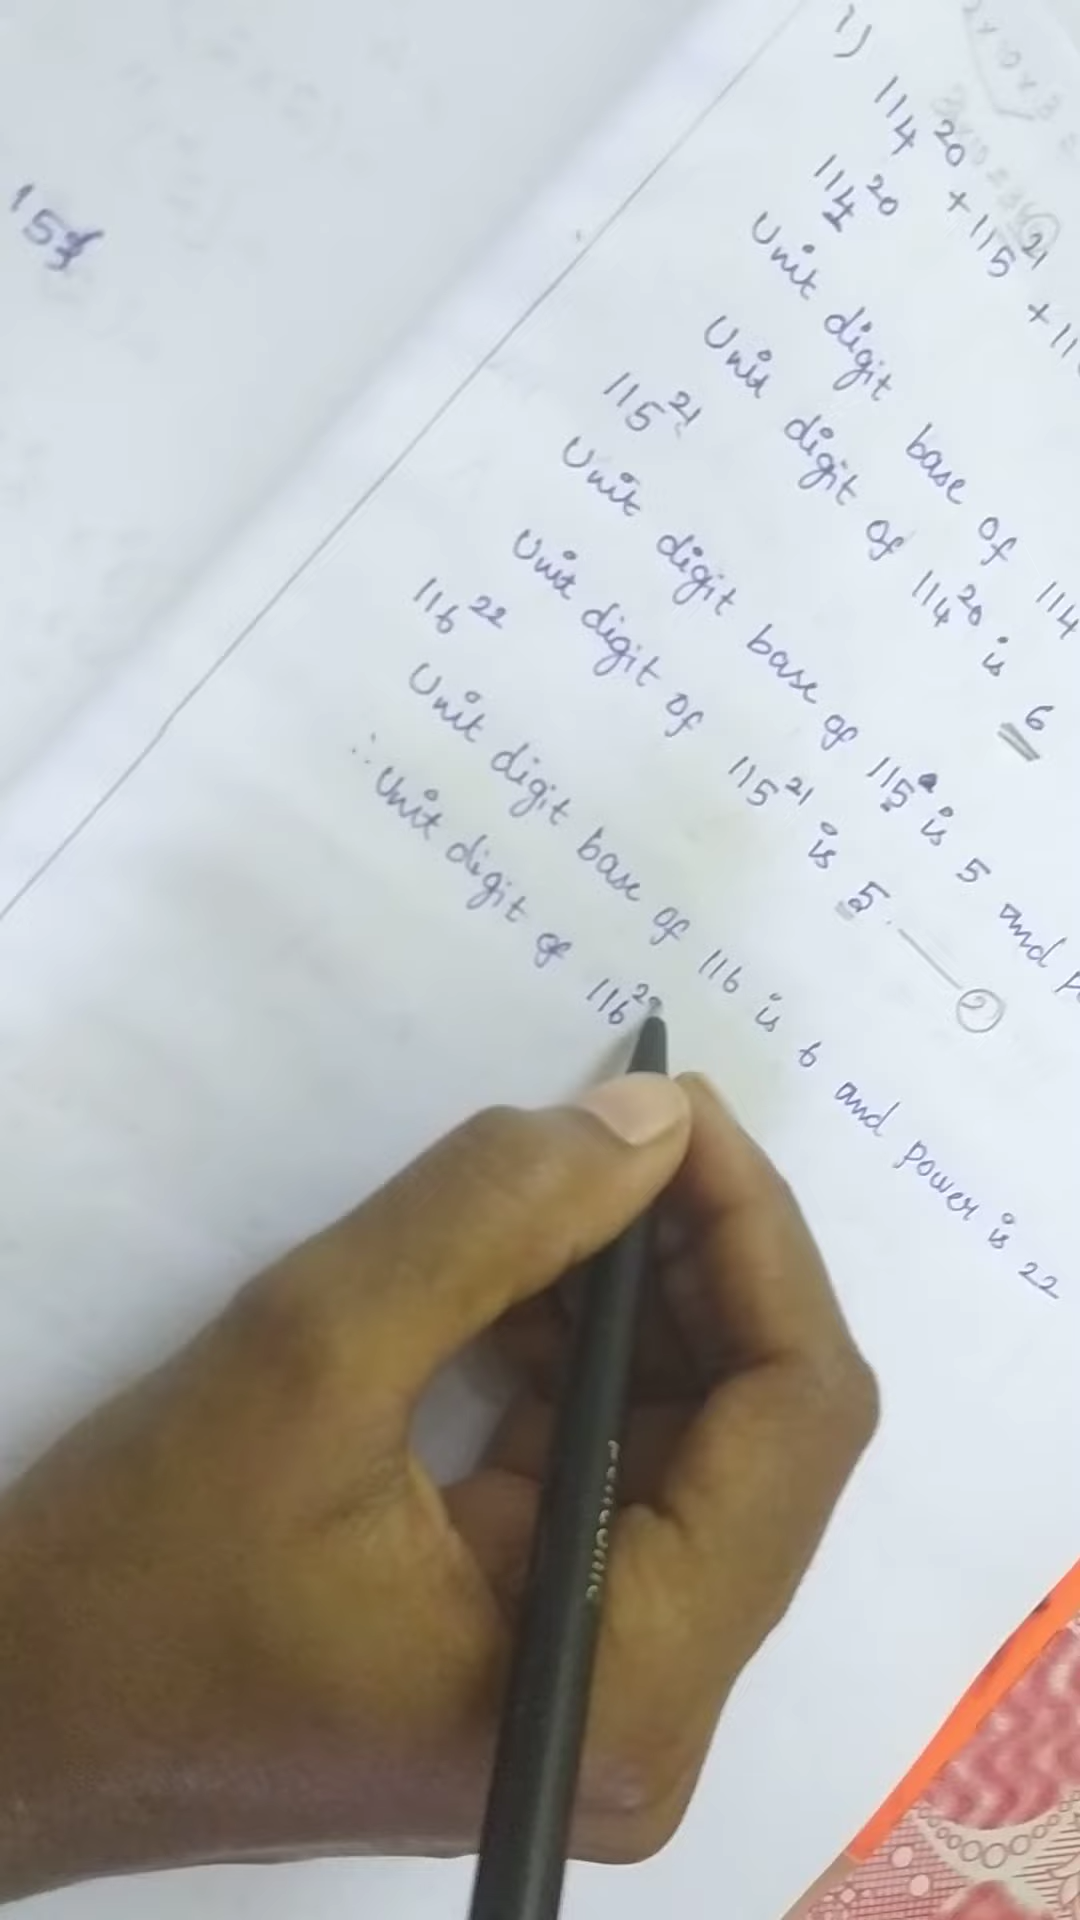 1)
114²⁰ + 115²¹ + 11
114²⁰
Unit digit base of 114
Unit digit of 114²⁰ is 6
115²¹
Unit digit base of 115 is 5 and p
Unit digit of 115²¹ is 5. — ②
116²²
Unit digit base of 116 is 6 and power is 22
∴ Unit digit of 116²²